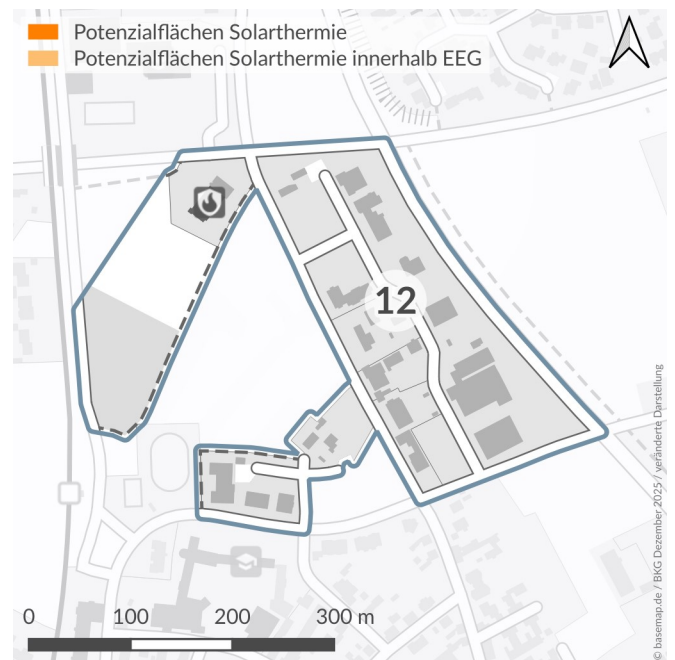 Potenzialflächen Solarthermie
Potenzialflächen Solarthermie innerhalb EEG
12
0 100 200 300 m
© basemap.de / BKG Dezember 2025 / veränderte Darstellung